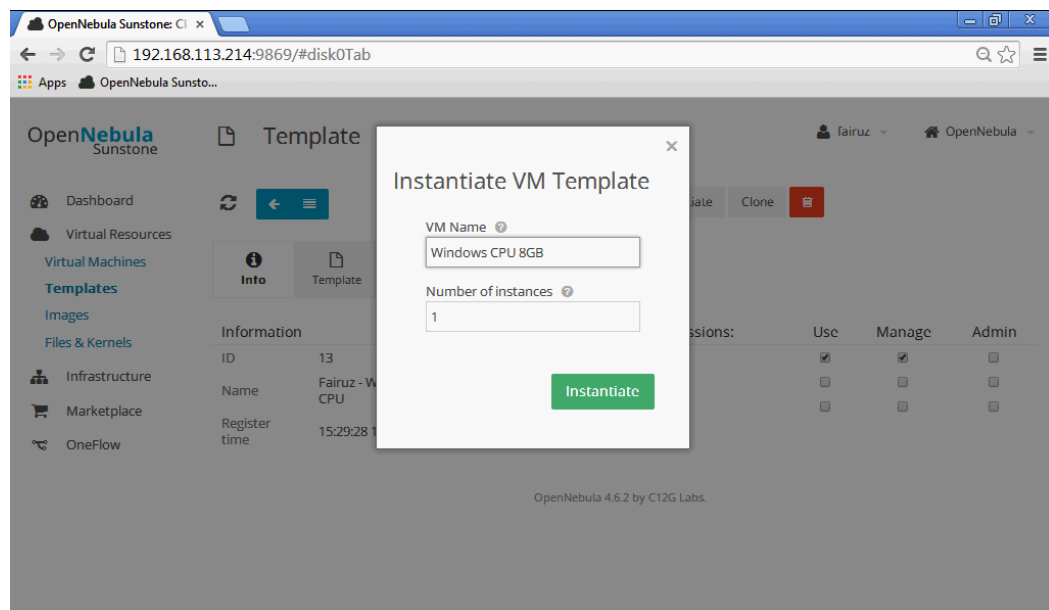 OpenNebula Sunstone: Cl
192.168.113.214:9869/#disk0Tab
Apps OpenNebula Sunsto...
OpenNebula
Sunstone
Template
fairuz
OpenNebula
Dashboard
Virtual Resources
Virtual Machines
Templates
Images
Files & Kernels
Infrastructure
Marketplace
OneFlow
Clone
Info
Template
Instantiate VM Template
VM Name
Windows CPU 8GB
Number of instances
1
Instantiate
Information
Use Manage Admin
ID 13
Name Fairuz -
CPU
Register
time
15:29:28
OpenNebula 4.6.2 by C12G Labs.